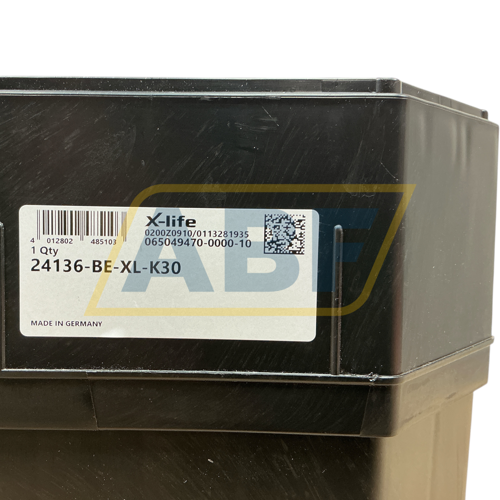 X-life
0200Z0910/0113281935
065049470-0000-10
4 012802 485103
1 Qty
24136-BE-XL-K30
MADE IN GERMANY
ABF